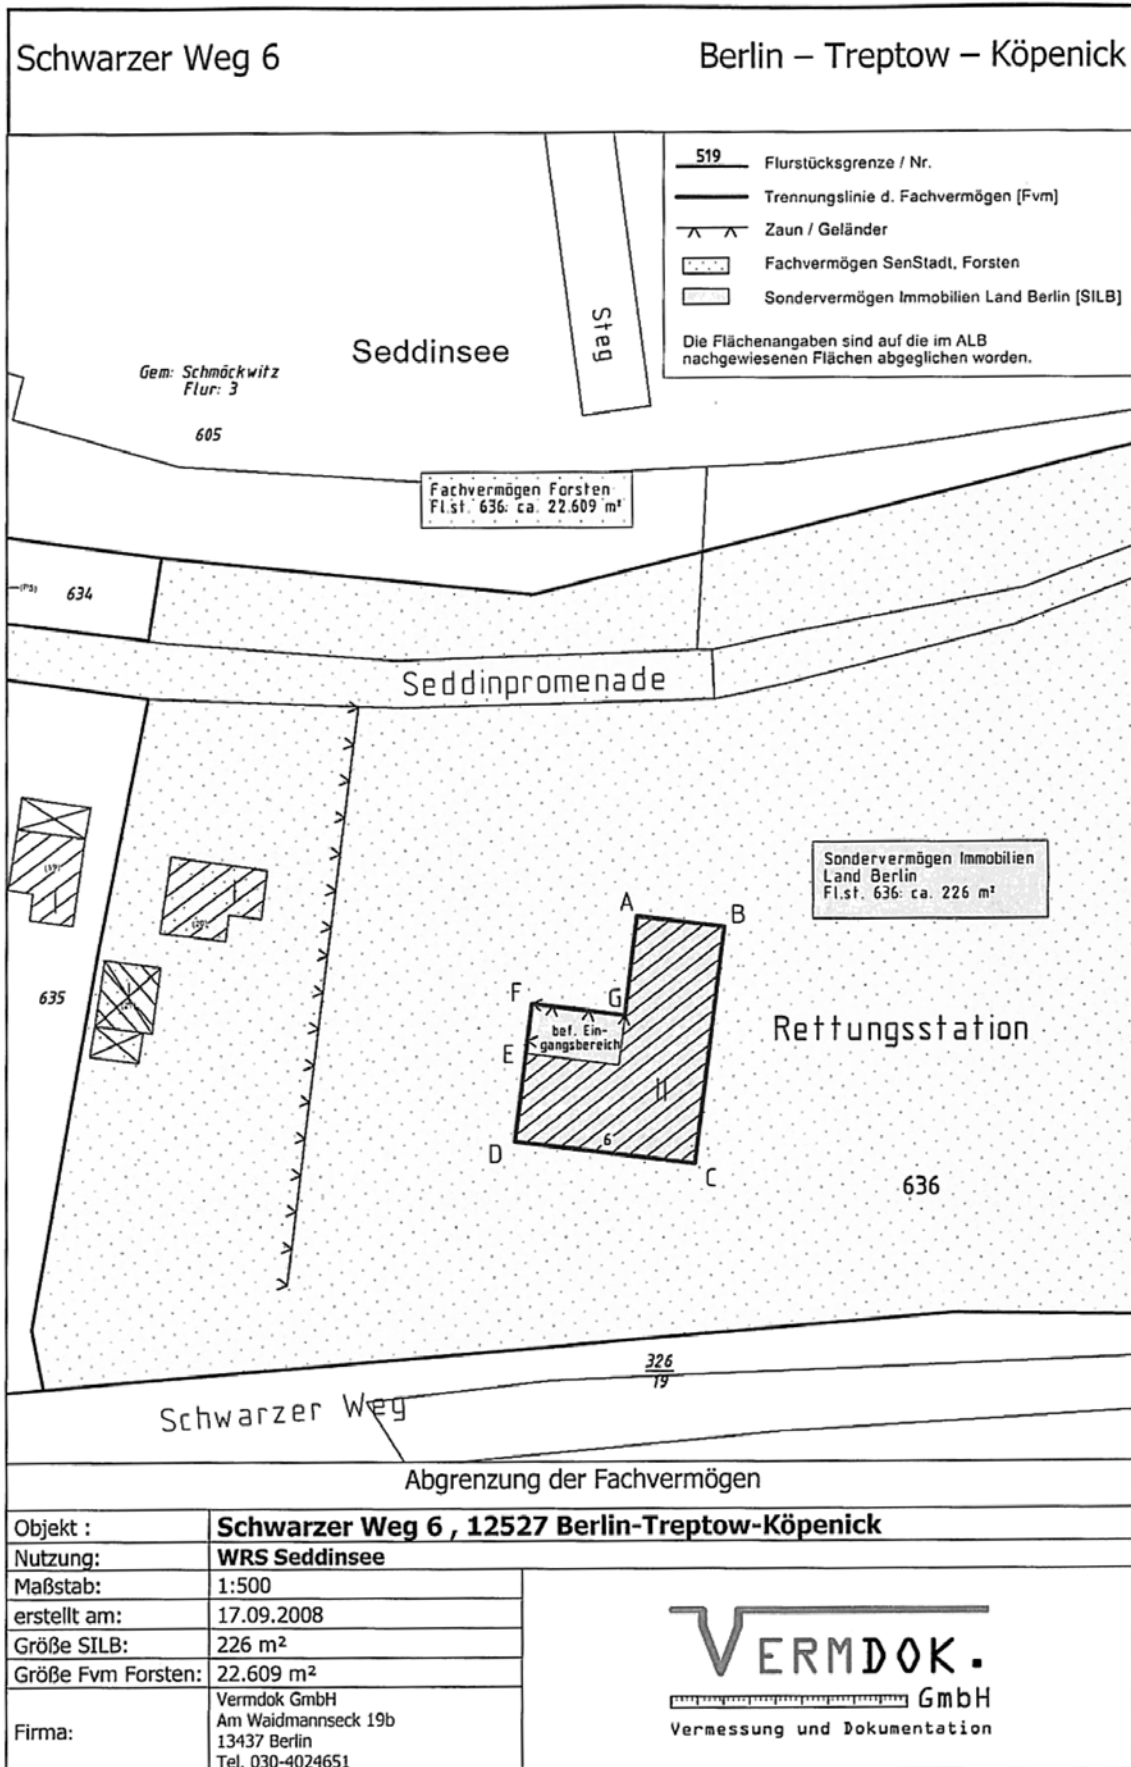 Schwarzer Weg 6
Berlin – Treptow – Köpenick
519 Flurstücksgrenze / Nr.
Trennungslinie d. Fachvermögen [Fvm]
Zaun / Geländer
Fachvermögen SenStadt, Forsten
Sondervermögen Immobilien Land Berlin [SILB]
Die Flächenangaben sind auf die im ALB
nachgewiesenen Flächen abgeglichen worden.
Steg
Seddinsee
Gem: Schmöckwitz
Flur: 3
605
Fachvermögen Forsten
Fl.st. 636: ca. 22.609 m²
634
Seddinpromenade
Sondervermögen Immobilien
Land Berlin
Fl.st. 636: ca. 226 m²
A
B
F
G
bef. Ein-
gangsbereich
E
635
Rettungsstation
II
D
6
C
636
326
19
Schwarzer Weg
Abgrenzung der Fachvermögen
Objekt : Schwarzer Weg 6 , 12527 Berlin-Treptow-Köpenick
Nutzung: WRS Seddinsee
Maßstab: 1:500
erstellt am: 17.09.2008
Größe SILB: 226 m²
Größe Fvm Forsten: 22.609 m²
Firma:
Vermdok GmbH
Am Waidmannseck 19b
13437 Berlin
Tel. 030-4024651
VERMDOK.
GmbH
Vermessung und Dokumentation